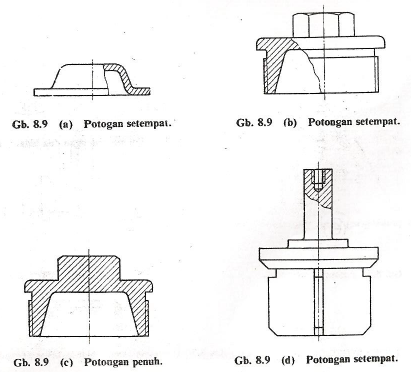 Gb. 8.9 (a) Potogan setempat.
Gb. 8.9 (b) Potongan setempat.
Gb. 8.9 (c) Potongan penuh.
Gb. 8.9 (d) Potongan setempat.